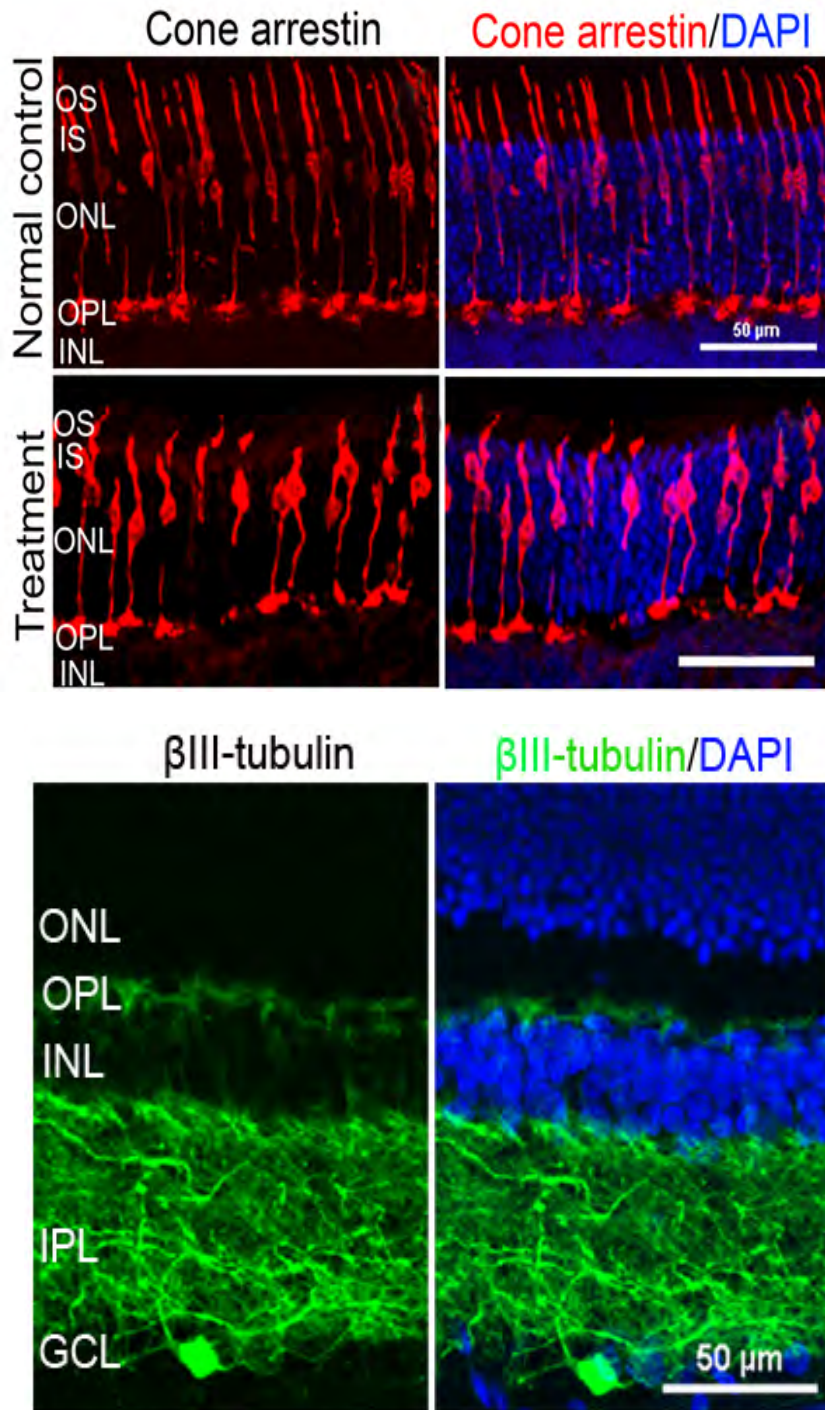 Cone arrestin
Cone arrestin/DAPI
Normal control
OS
IS
ONL
OPL
INL
50 µm
Treatment
OS
IS
ONL
OPL
INL
βIII-tubulin
βIII-tubulin/DAPI
ONL
OPL
INL
IPL
GCL
50 µm